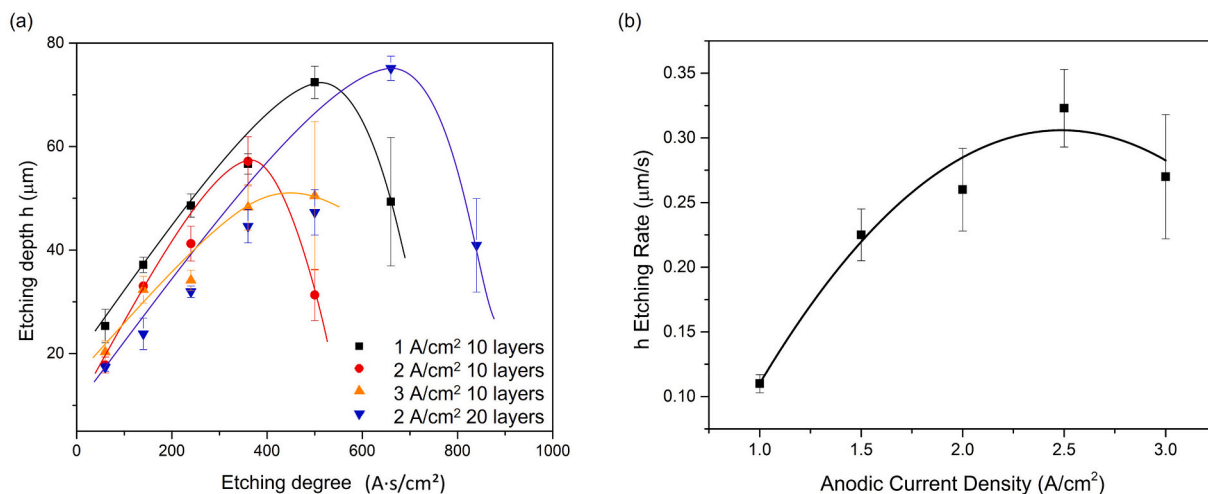 (a)
80
60
40
20
0
200
400
600
800
1000
Etching depth h (μm)
Etching degree (A·s/cm²)
1 A/cm² 10 layers
2 A/cm² 10 layers
3 A/cm² 10 layers
2 A/cm² 20 layers
(b)
0.35
0.30
0.25
0.20
0.15
0.10
1.0
1.5
2.0
2.5
3.0
h Etching Rate (μm/s)
Anodic Current Density (A/cm²)